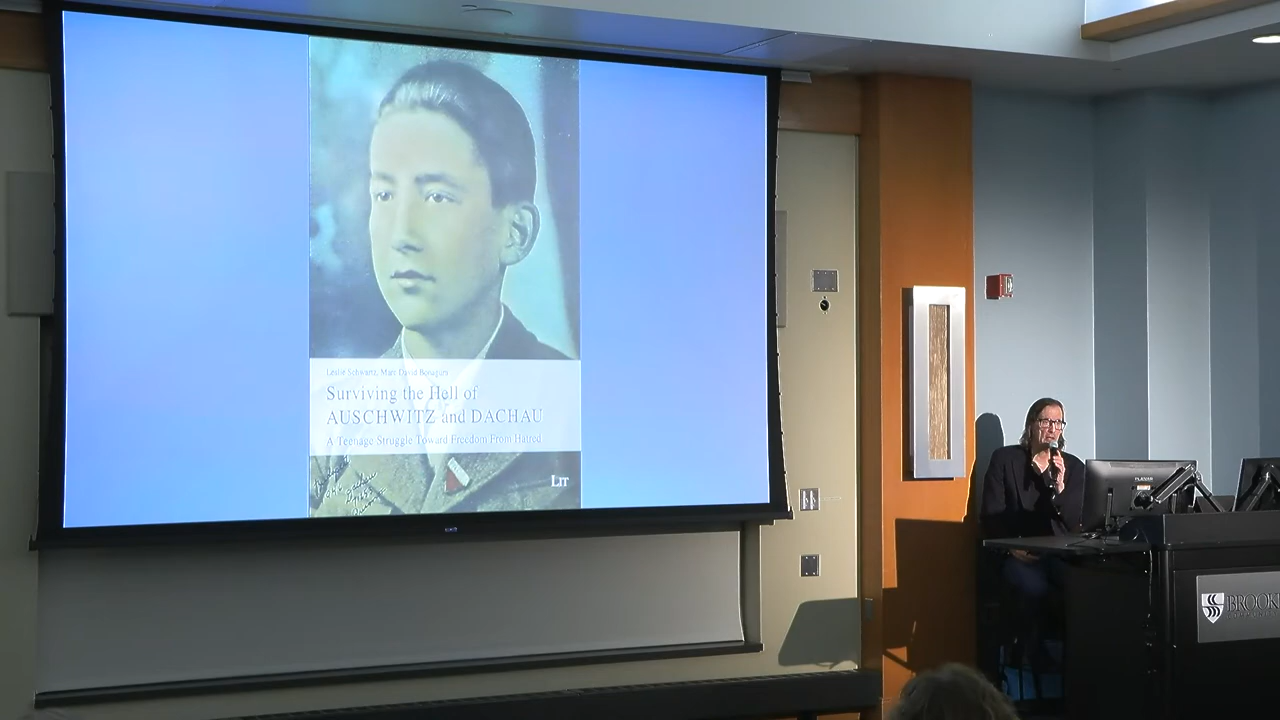 Leslie Schwartz, Marc David Bonagura
Surviving the Hell of
AUSCHWITZ and DACHAU
A Teenage Struggle Toward Freedom From Hatred
LIT
PLANAR